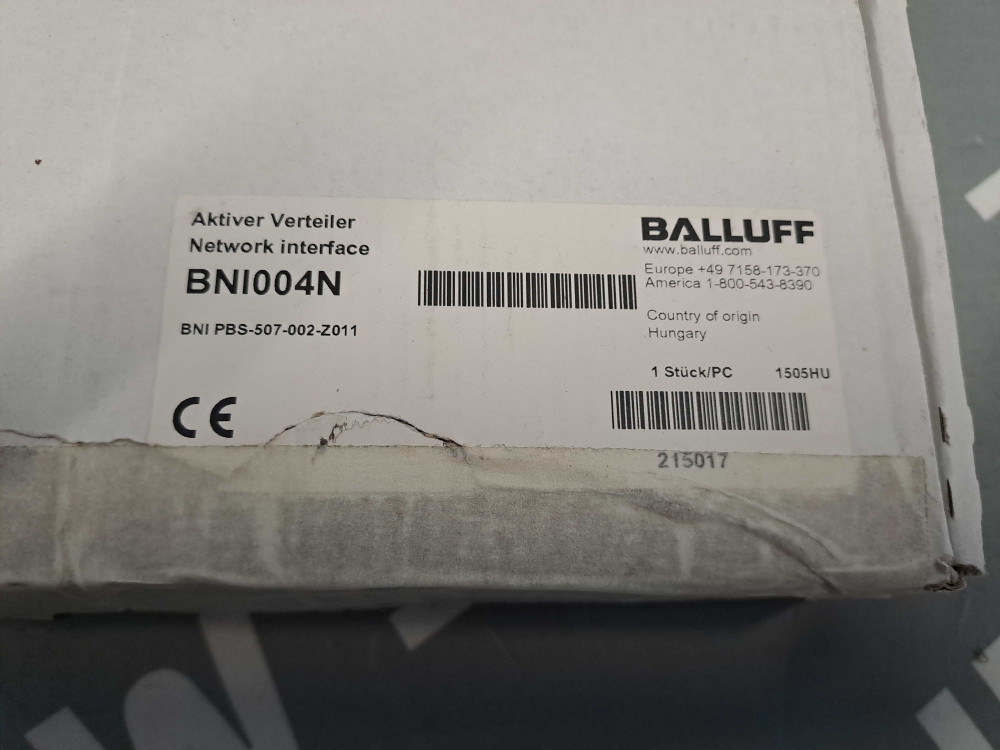 Aktiver Verteiler
Network interface
BNI004N
BNI PBS-507-002-Z011
CE
BALLUFF
www.balluff.com
Europe +49 7158-173-370
America 1-800-543-8390
Country of origin
Hungary
1 Stück/PC 1505HU
215017